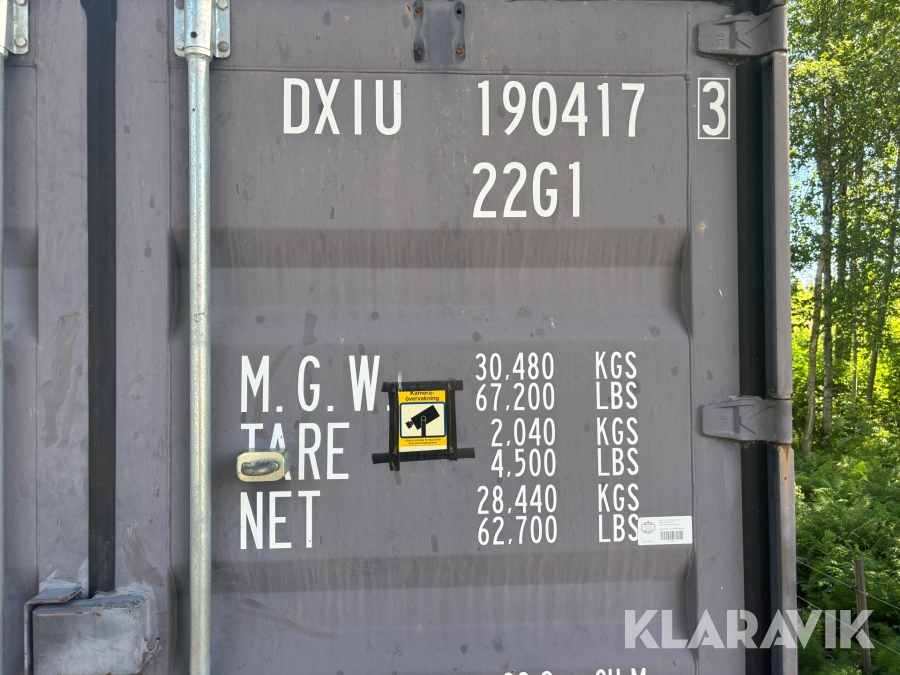 DXIU 190417 3
22G1
M.G.W. 30,480 KGS
67,200 LBS
TARE 2,040 KGS
4,500 LBS
NET 28,440 KGS
62,700 LBS
Kamera-
övervakning
KLARAVIK